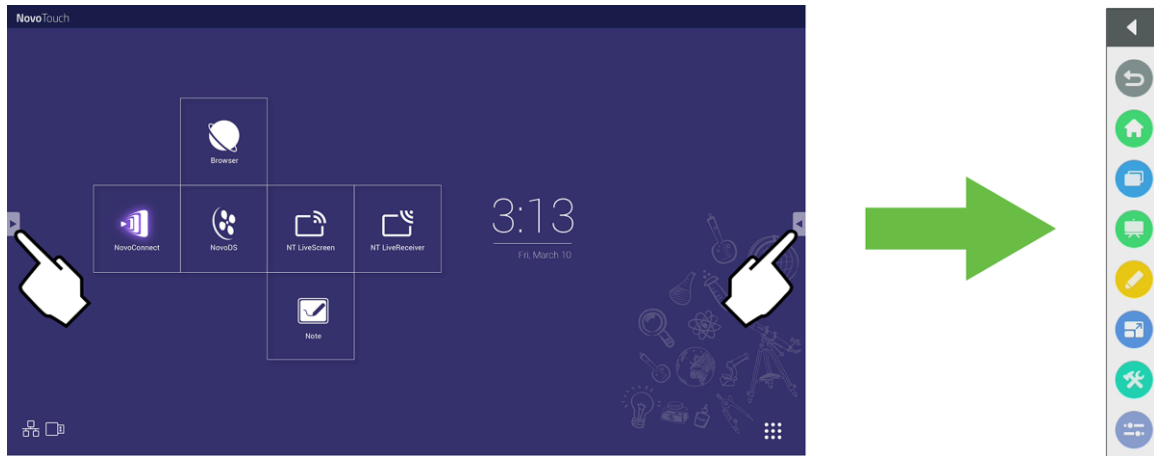 NovoTouch
Browser
NovoConnect
NovoDS
NT LiveScreen
NT LiveReceiver
3:13
Fri, March 10
Note